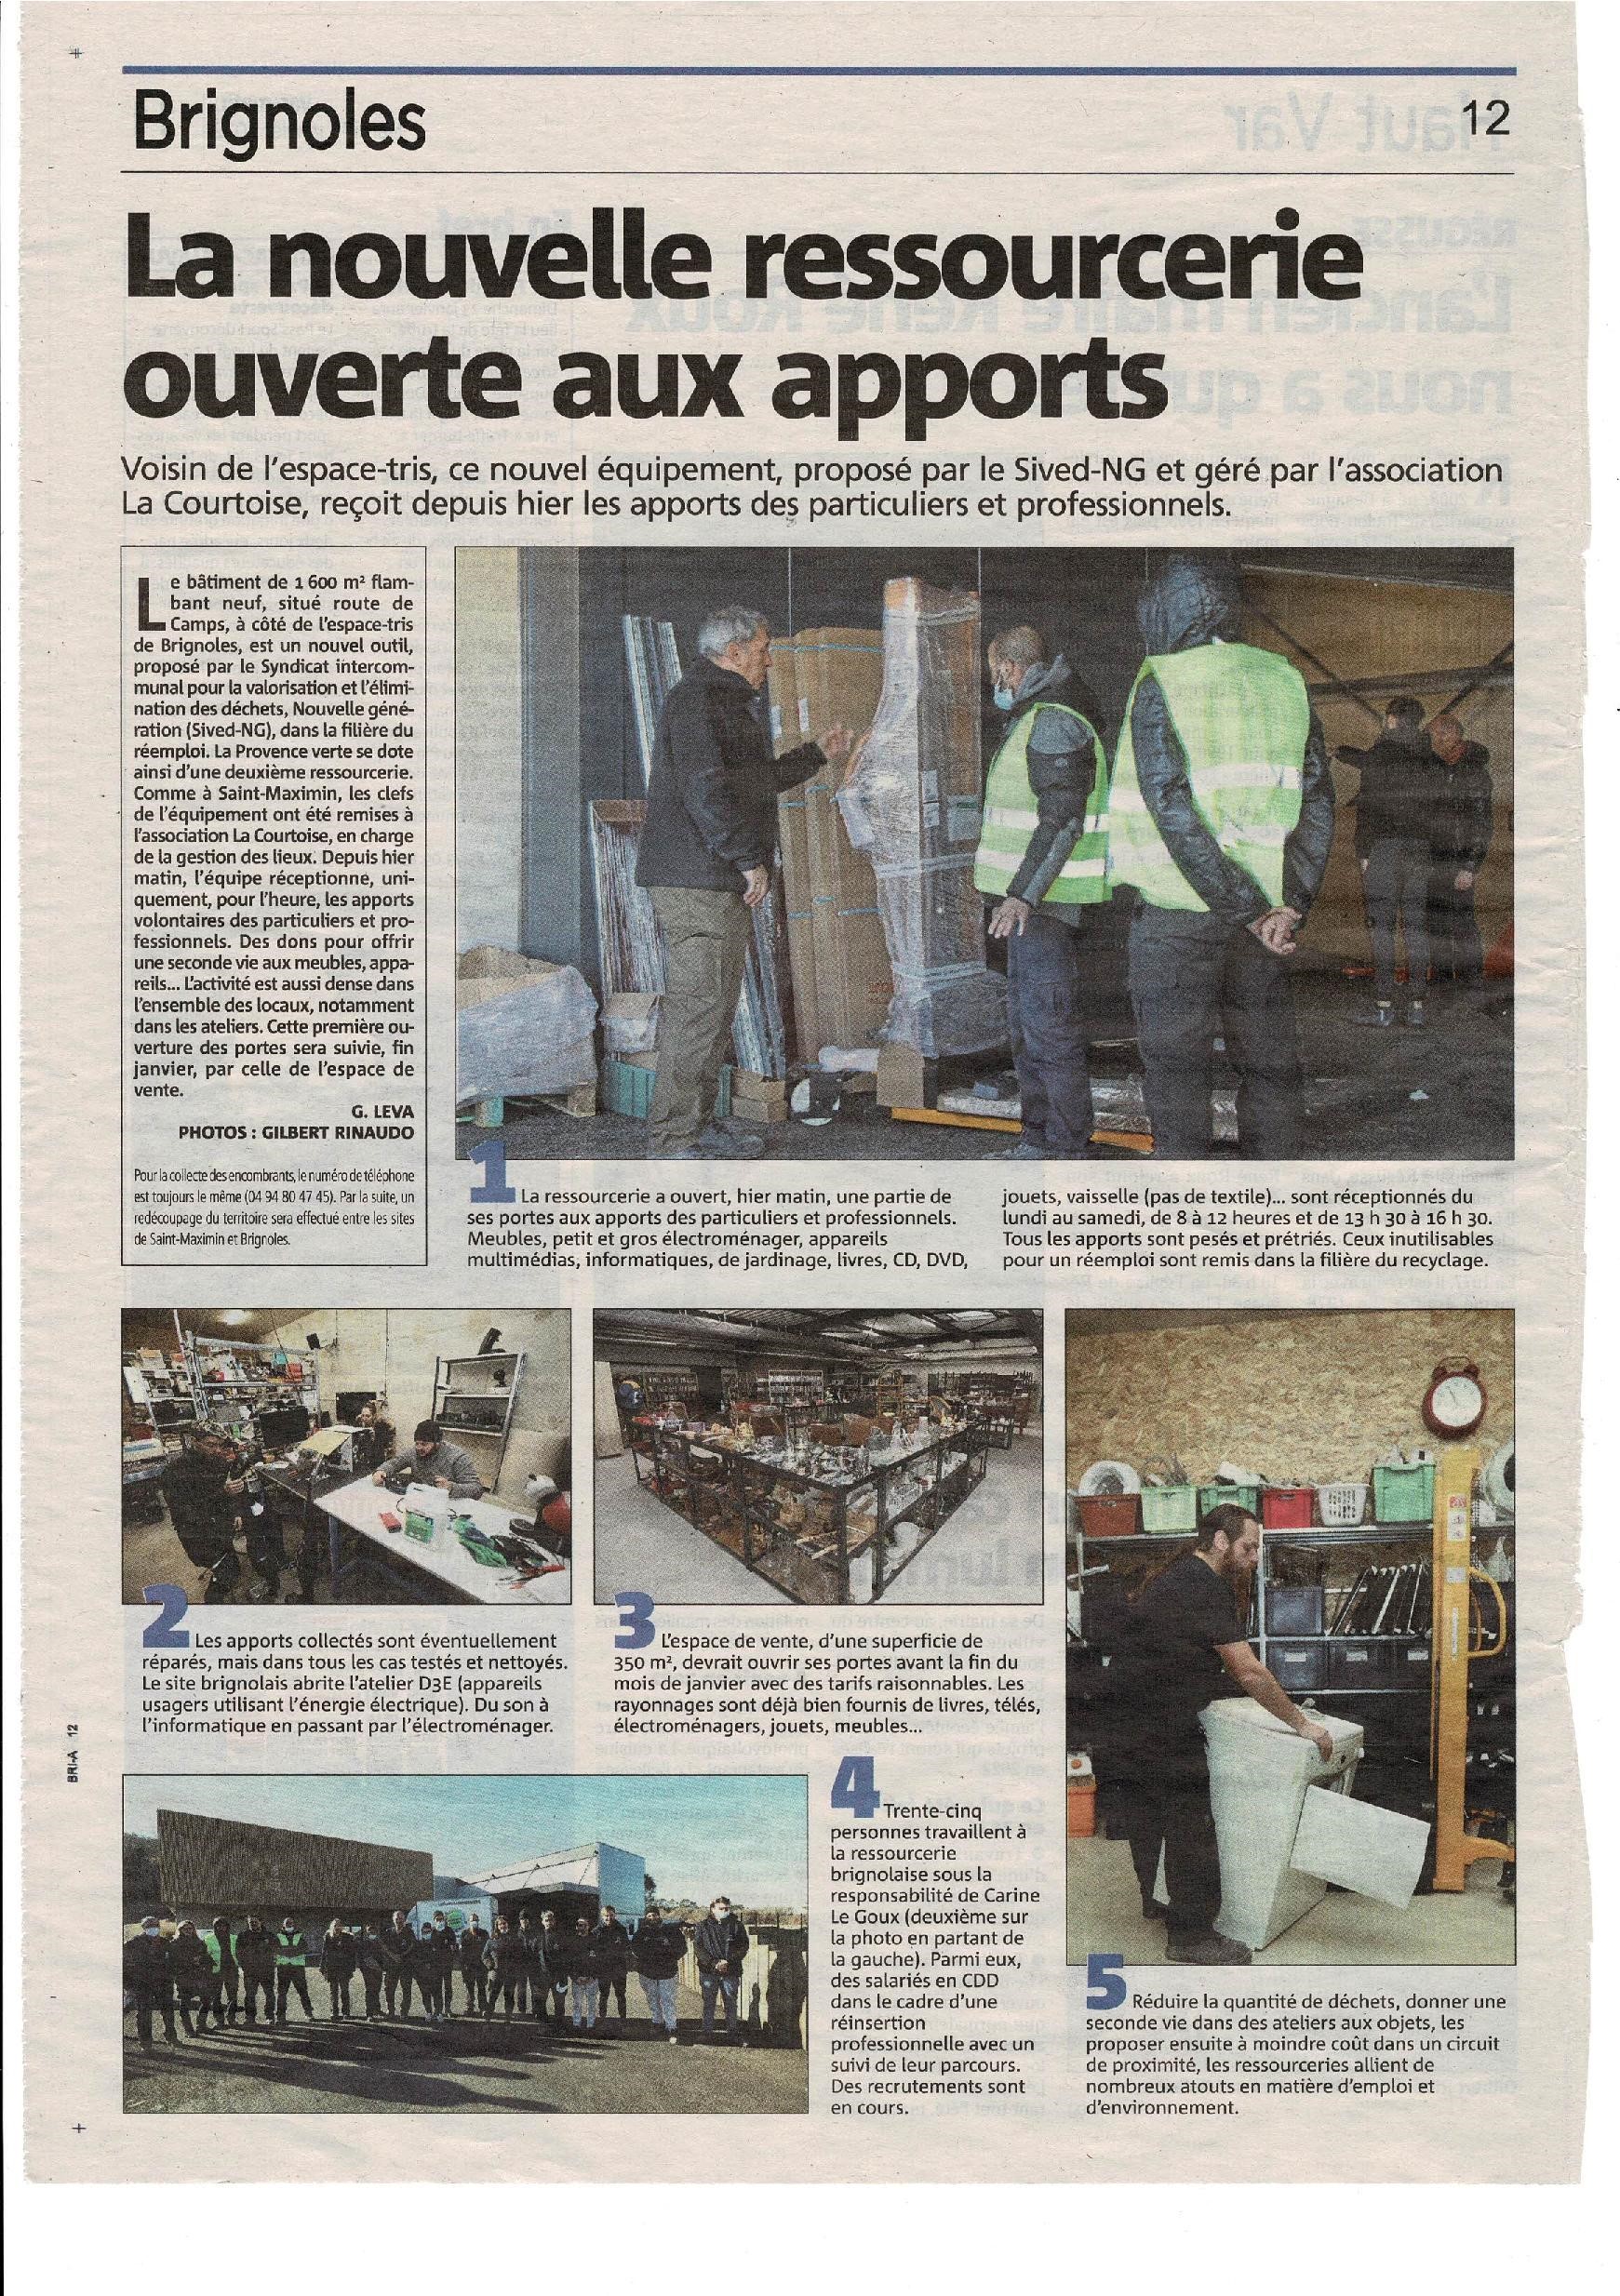 Brignoles
12
La nouvelle ressourcerie
ouverte aux apports
Voisin de l'espace-tris, ce nouvel équipement, proposé par le Sived-NG et géré par l'association
La Courtoise, reçoit depuis hier les apports des particuliers et professionnels.
Le bâtiment de 1 600 m² flam-
bant neuf, situé route de
Camps, à côté de l'espace-tris
de Brignoles, est un nouvel outil,
proposé par le Syndicat intercom-
munal pour la valorisation et l'élimi-
nation des déchets, Nouvelle géné-
ration (Sived-NG), dans la filière du
réemploi. La Provence verte se dote
ainsi d'une deuxième ressourcerie.
Comme à Saint-Maximin, les clefs
de l'équipement ont été remises à
l'association La Courtoise, en charge
de la gestion des lieux. Depuis hier
matin, l'équipe réceptionne, uni-
quement, pour l'heure, les apports
volontaires des particuliers et pro-
fessionnels. Des dons pour offrir
une seconde vie aux meubles, appa-
reils... L'activité est aussi dense dans
l'ensemble des locaux, notamment
dans les ateliers. Cette première ou-
verture des portes sera suivie, fin
janvier, par celle de l'espace de
vente.
G. LEVA
PHOTOS : GILBERT RINAUDO
Pour la collecte des encombrants, le numéro de téléphone
est toujours le même (04 94 80 47 45). Par la suite, un
redécoupage du territoire sera effectué entre les sites
de Saint-Maximin et Brignoles.
1 La ressourcerie a ouvert, hier matin, une partie de
ses portes aux apports des particuliers et professionnels.
Meubles, petit et gros électroménager, appareils
multimédias, informatiques, de jardinage, livres, CD, DVD,
jouets, vaisselle (pas de textile)... sont réceptionnés du
lundi au samedi, de 8 à 12 heures et de 13 h 30 à 16 h 30.
Tous les apports sont pesés et prétriés. Ceux inutilisables
pour un réemploi sont remis dans la filière du recyclage.
2 Les apports collectés sont éventuellement
réparés, mais dans tous les cas testés et nettoyés.
Le site brignolais abrite l'atelier D3E (appareils
usagers utilisant l'énergie électrique). Du son à
l'informatique en passant par l'électroménager.
3 L'espace de vente, d'une superficie de
350 m², devrait ouvrir ses portes avant la fin du
mois de janvier avec des tarifs raisonnables. Les
rayonnages sont déjà bien fournis de livres, télés,
électroménagers, jouets, meubles...
4 Trente-cinq
personnes travaillent à
la ressourcerie
brignolaise sous la
responsabilité de Carine
Le Goux (deuxième sur
la photo en partant de
la gauche). Parmi eux,
des salariés en CDD
dans le cadre d'une
réinsertion
professionnelle avec un
suivi de leur parcours.
Des recrutements sont
en cours.
5 Réduire la quantité de déchets, donner une
seconde vie dans des ateliers aux objets, les
proposer ensuite à moindre coût dans un circuit
de proximité, les ressourceries allient de
nombreux atouts en matière d'emploi et
d'environnement.
BRI-A 12